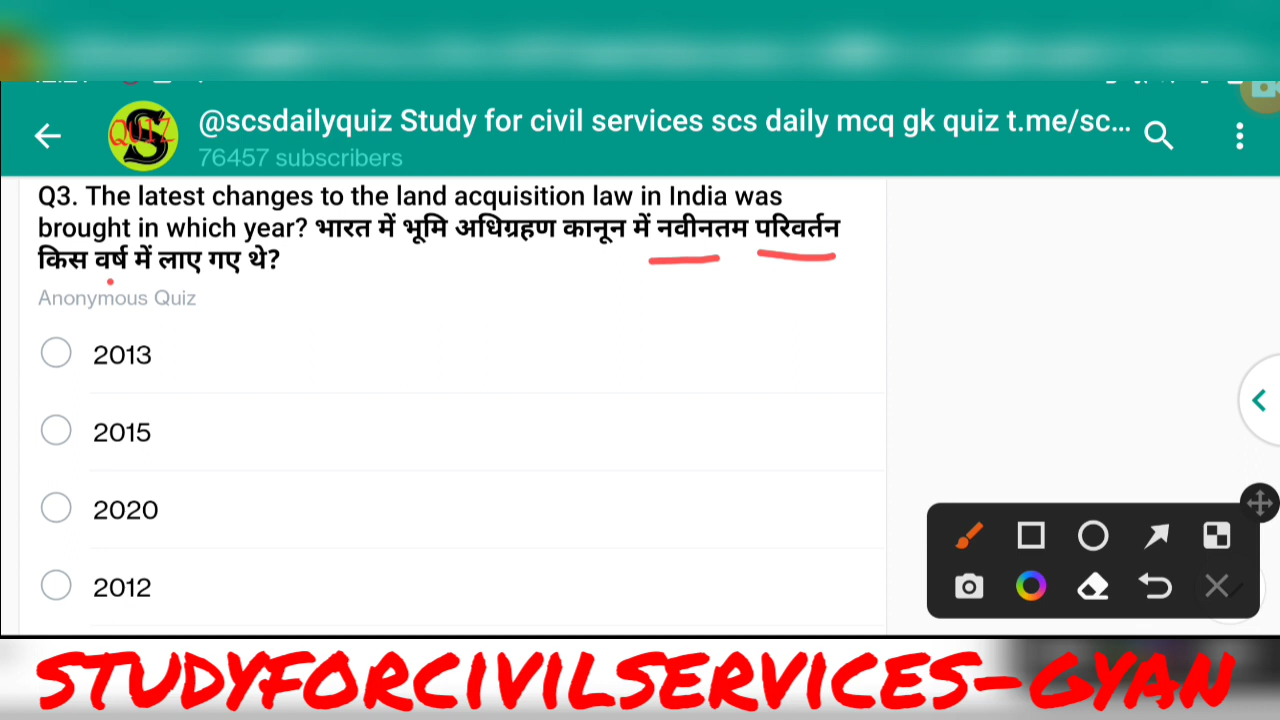 @scsdailyquiz Study for civil services scs daily mcq gk quiz t.me/sc...
QUIZ
S
76457 subscribers
Q3. The latest changes to the land acquisition law in India was
brought in which year? भारत में भूमि अधिग्रहण कानून में नवीनतम परिवर्तन
किस वर्ष में लाए गए थे?
Anonymous Quiz
2013
2015
2020
2012
STUDYFORCIVILSERVICES-GYAN